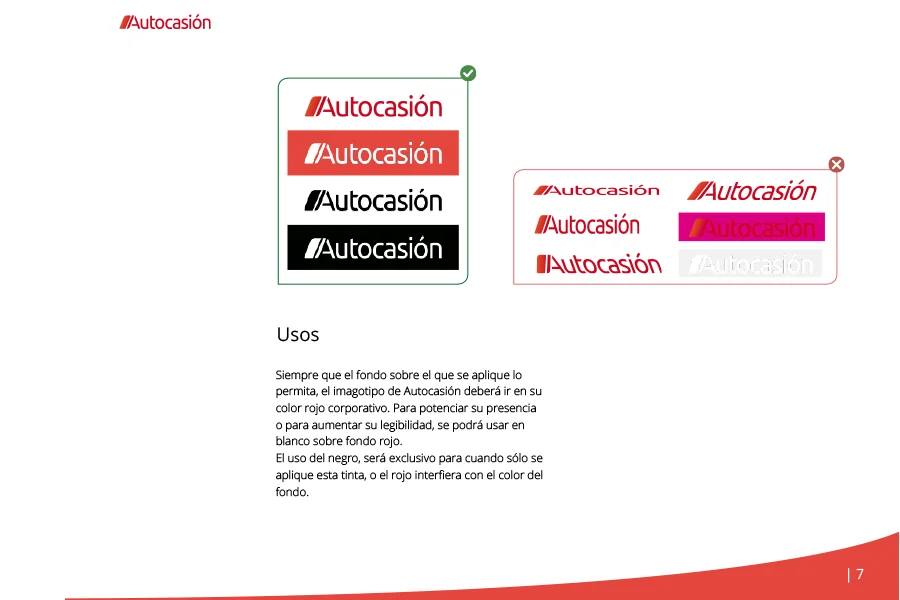 Autocasión
Autocasión
Autocasión
Autocasión
Autocasión
Autocasión
Autocasión
Autocasión
Autocasión
Autocasión
Autocasión
Usos
Siempre que el fondo sobre el que se aplique lo
permita, el imagotipo de Autocasión deberá ir en su
color rojo corporativo. Para potenciar su presencia
o para aumentar su legibilidad, se podrá usar en
blanco sobre fondo rojo.
El uso del negro, será exclusivo para cuando sólo se
aplique esta tinta, o el rojo interfiera con el color del
fondo.
| 7